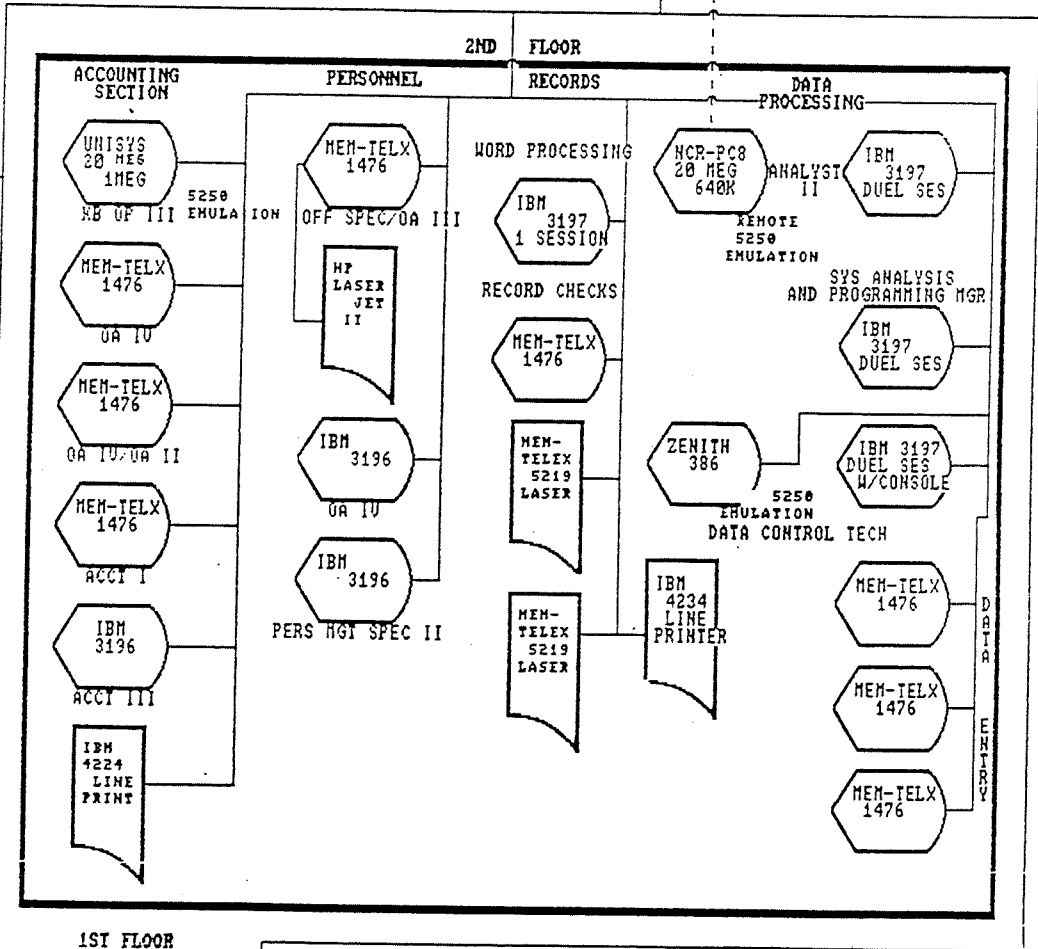 2ND FLOOR
ACCOUNTING
SECTION
UNISYS
20 MEG
1MEG
5250
EMULATION
OA IV
MEM-TELX
1476
OA IV/OA II
MEM-TELX
1476
ACCT I
MEM-TELX
1476
ACCT III
IBM
3196
IBM
4224
LINE
PRINT
PERSONNEL
MEM-TELX
1476
OFF SPEC/OA III
HP
LASER
JET
II
IBM
3196
OA IV
IBM
3196
PERS MGT SPEC II
RECORDS
WORD PROCESSING
IBM
3197
1 SESSION
RECORD CHECKS
MEM-TELX
1476
MEM-
TELEX
5219
LASER
MEM-
TELEX
5219
LASER
IBM
4234
LINE
PRINTER
DATA
PROCESSING
NCR-PC8
20 MEG
640K
ANALYST
II
IBM
3197
DUEL SES
REMOTE
5250
EMULATION
SYS ANALYSIS
AND PROGRAMMING MGR
IBM
3197
DUEL SES
ZENITH
386
5250
EMULATION
DATA CONTROL TECH
IBM 3197
DUEL SES
W/CONSOLE
MEM-TELX
1476
MEM-TELX
1476
MEM-TELX
1476
DATA ENTRY
1ST FLOOR